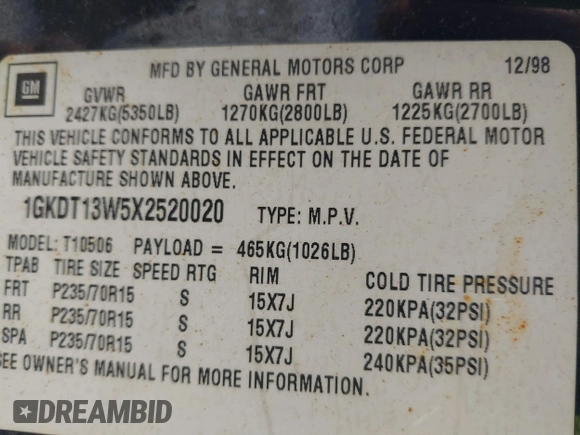 GM
MFD BY GENERAL MOTORS CORP 12/98
GVWR GAWR FRT GAWR RR
2427KG(5350LB) 1270KG(2800LB) 1225KG(2700LB)
THIS VEHICLE CONFORMS TO ALL APPLICABLE U.S. FEDERAL MOTOR
VEHICLE SAFETY STANDARDS IN EFFECT ON THE DATE OF
MANUFACTURE SHOWN ABOVE.
1GKDT13W5X2520020 TYPE: M.P.V.
MODEL: T10506 PAYLOAD = 465KG(1026LB)
TPAB TIRE SIZE SPEED RTG RIM COLD TIRE PRESSURE
FRT P235/70R15 S 15X7J 220KPA(32PSI)
RR P235/70R15 S 15X7J 220KPA(32PSI)
SPA P235/70R15 S 15X7J 240KPA(35PSI)
SEE OWNER'S MANUAL FOR MORE INFORMATION.
DREAMBID